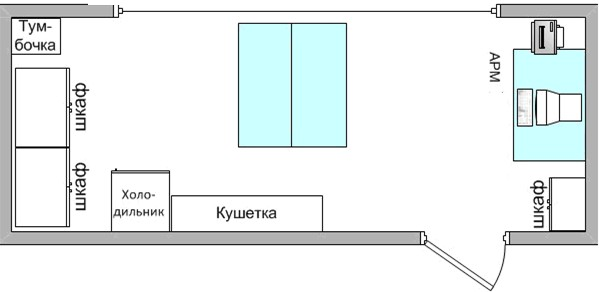 Тум-
бочка
АРМ
шкаф
шкаф
Холо-
дильник
Кушетка
шкаф